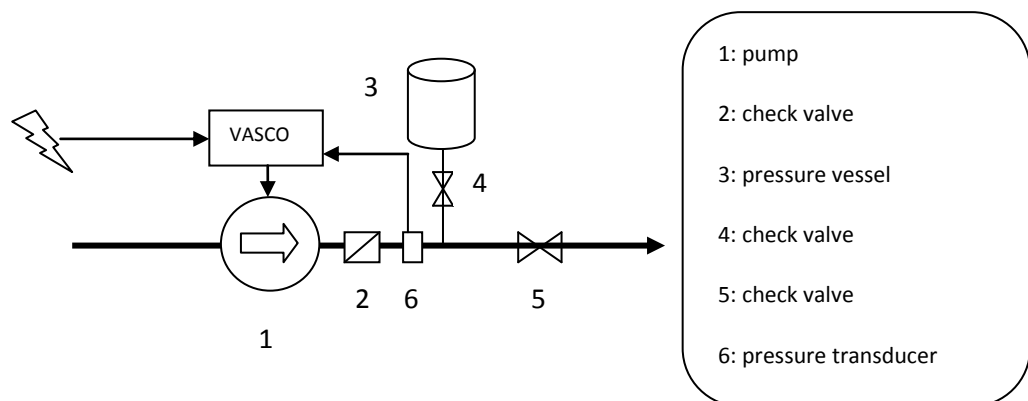 VASCO
3
4
2
6
5
1
1: pump
2: check valve
3: pressure vessel
4: check valve
5: check valve
6: pressure transducer